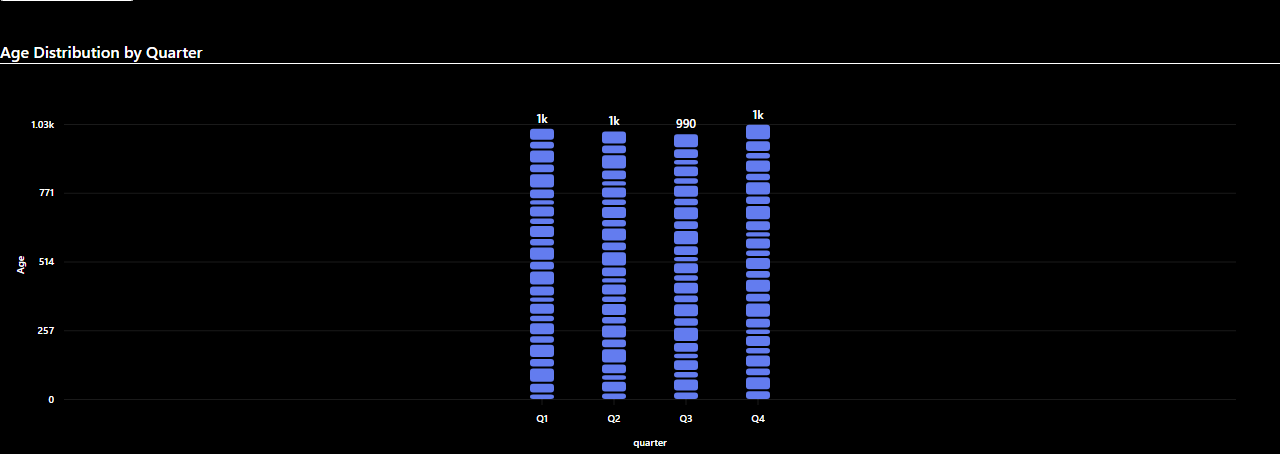 Age Distribution by Quarter
1k
1k
990
1k
1.03k
771
514
257
0
Age
Q1
Q2
Q3
Q4
quarter